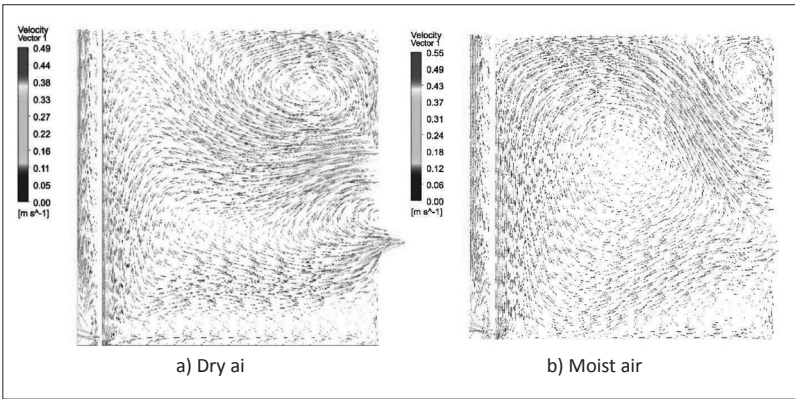 Velocity
Vector 1
0.49
0.44
0.38
0.33
0.27
0.22
0.16
0.11
0.05
0.00
[m s^-1]
a) Dry ai
Velocity
Vector 1
0.55
0.49
0.43
0.37
0.31
0.24
0.18
0.12
0.06
0.00
[m s^-1]
b) Moist air